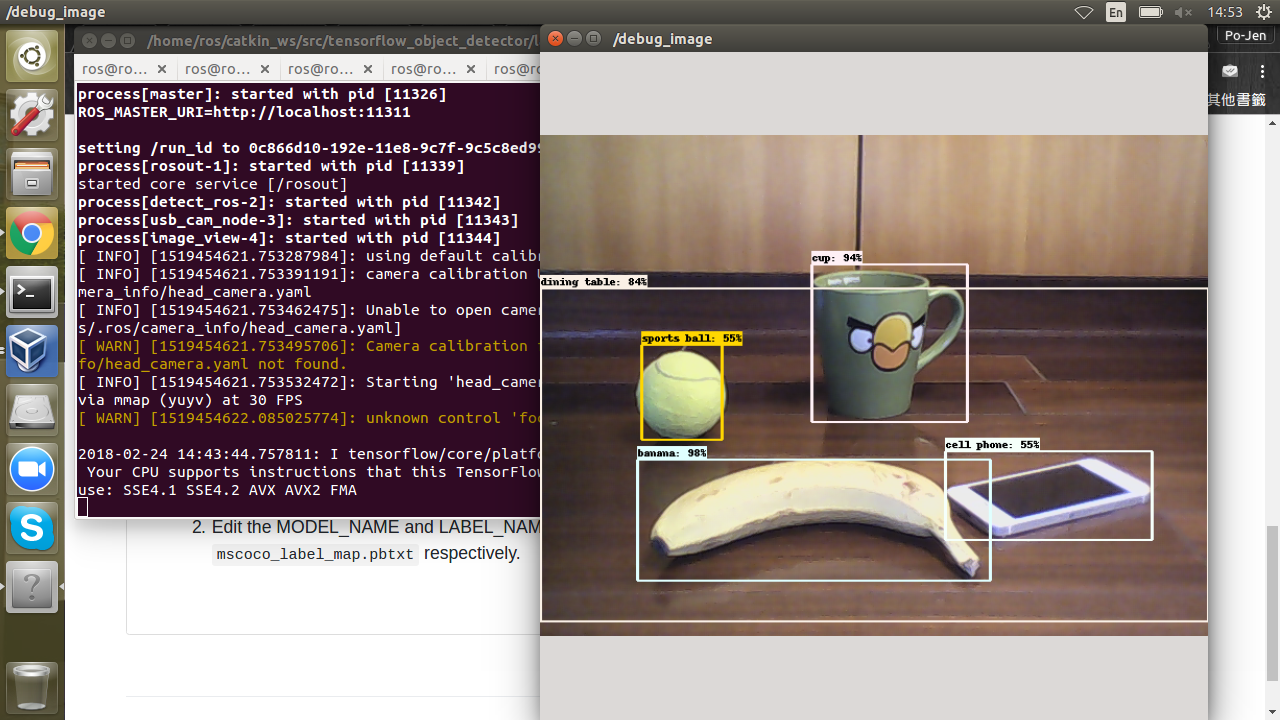 /debug_image
En
14:53
/home/ros/catkin_ws/src/tensorflow_object_detector/l
ros@ro... ros@ro... ros@ro... ros@ro... ros@
process[master]: started with pid [11326]
ROS_MASTER_URI=http://localhost:11311
setting /run_id to 0c866d10-192e-11e8-9c7f-9c5c8ed99
process[rosout-1]: started with pid [11339]
started core service [/rosout]
process[detect_ros-2]: started with pid [11342]
process[usb_cam_node-3]: started with pid [11343]
process[image_view-4]: started with pid [11344]
[ INFO] [1519454621.753287984]: using default calib
[ INFO] [1519454621.753391191]: camera calibration
mera_info/head_camera.yaml
[ INFO] [1519454621.753462475]: Unable to open camer
s/.ros/camera_info/head_camera.yaml]
[ WARN] [1519454621.753495706]: Camera calibration
fo/head_camera.yaml not found.
[ INFO] [1519454621.753532472]: Starting 'head_came
via mmap (yuyv) at 30 FPS
[ WARN] [1519454622.085025774]: unknown control 'fo
2018-02-24 14:43:44.757811: I tensorflow/core/platfo
Your CPU supports instructions that this TensorFlow
use: SSE4.1 SSE4.2 AVX AVX2 FMA
2. Edit the MODEL_NAME and LABEL_NAM
mscoco_label_map.pbtxt respectively.
/debug_image
cup: 94%
dining table: 84%
sports ball: 55%
cell phone: 55%
banana: 98%
Po-Jen
其他書籤